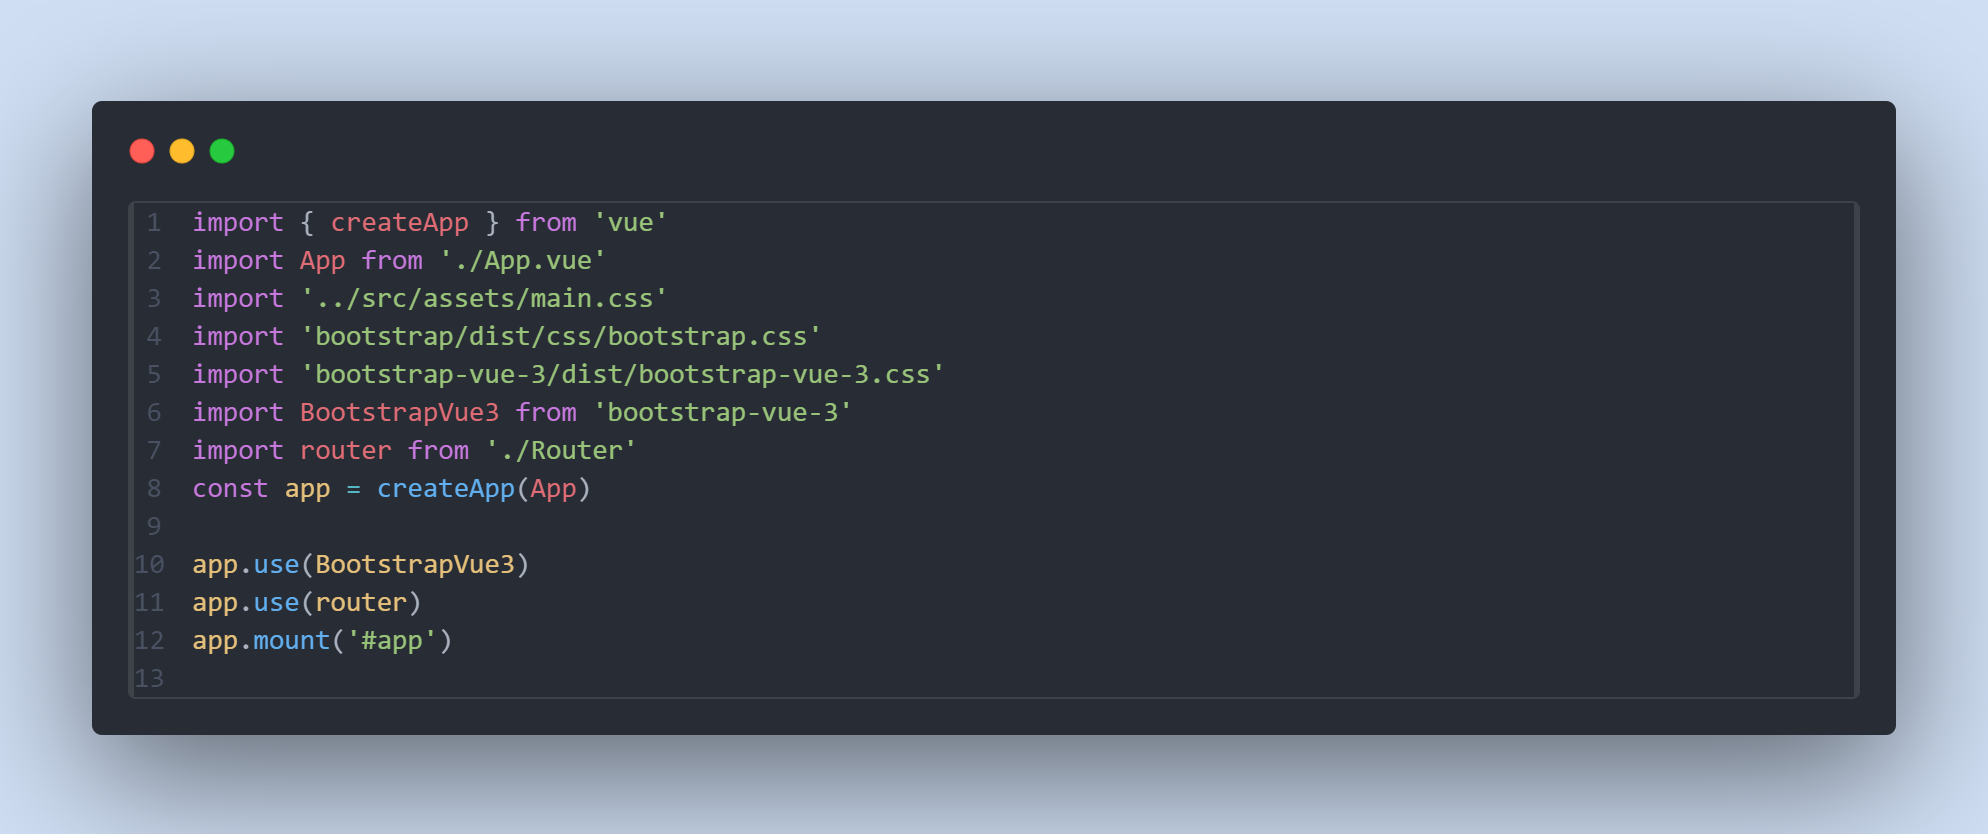 1 import { createApp } from 'vue'
2 import App from './App.vue'
3 import '../src/assets/main.css'
4 import 'bootstrap/dist/css/bootstrap.css'
5 import 'bootstrap-vue-3/dist/bootstrap-vue-3.css'
6 import BootstrapVue3 from 'bootstrap-vue-3'
7 import router from './Router'
8 const app = createApp(App)
9
10 app.use(BootstrapVue3)
11 app.use(router)
12 app.mount('#app')
13